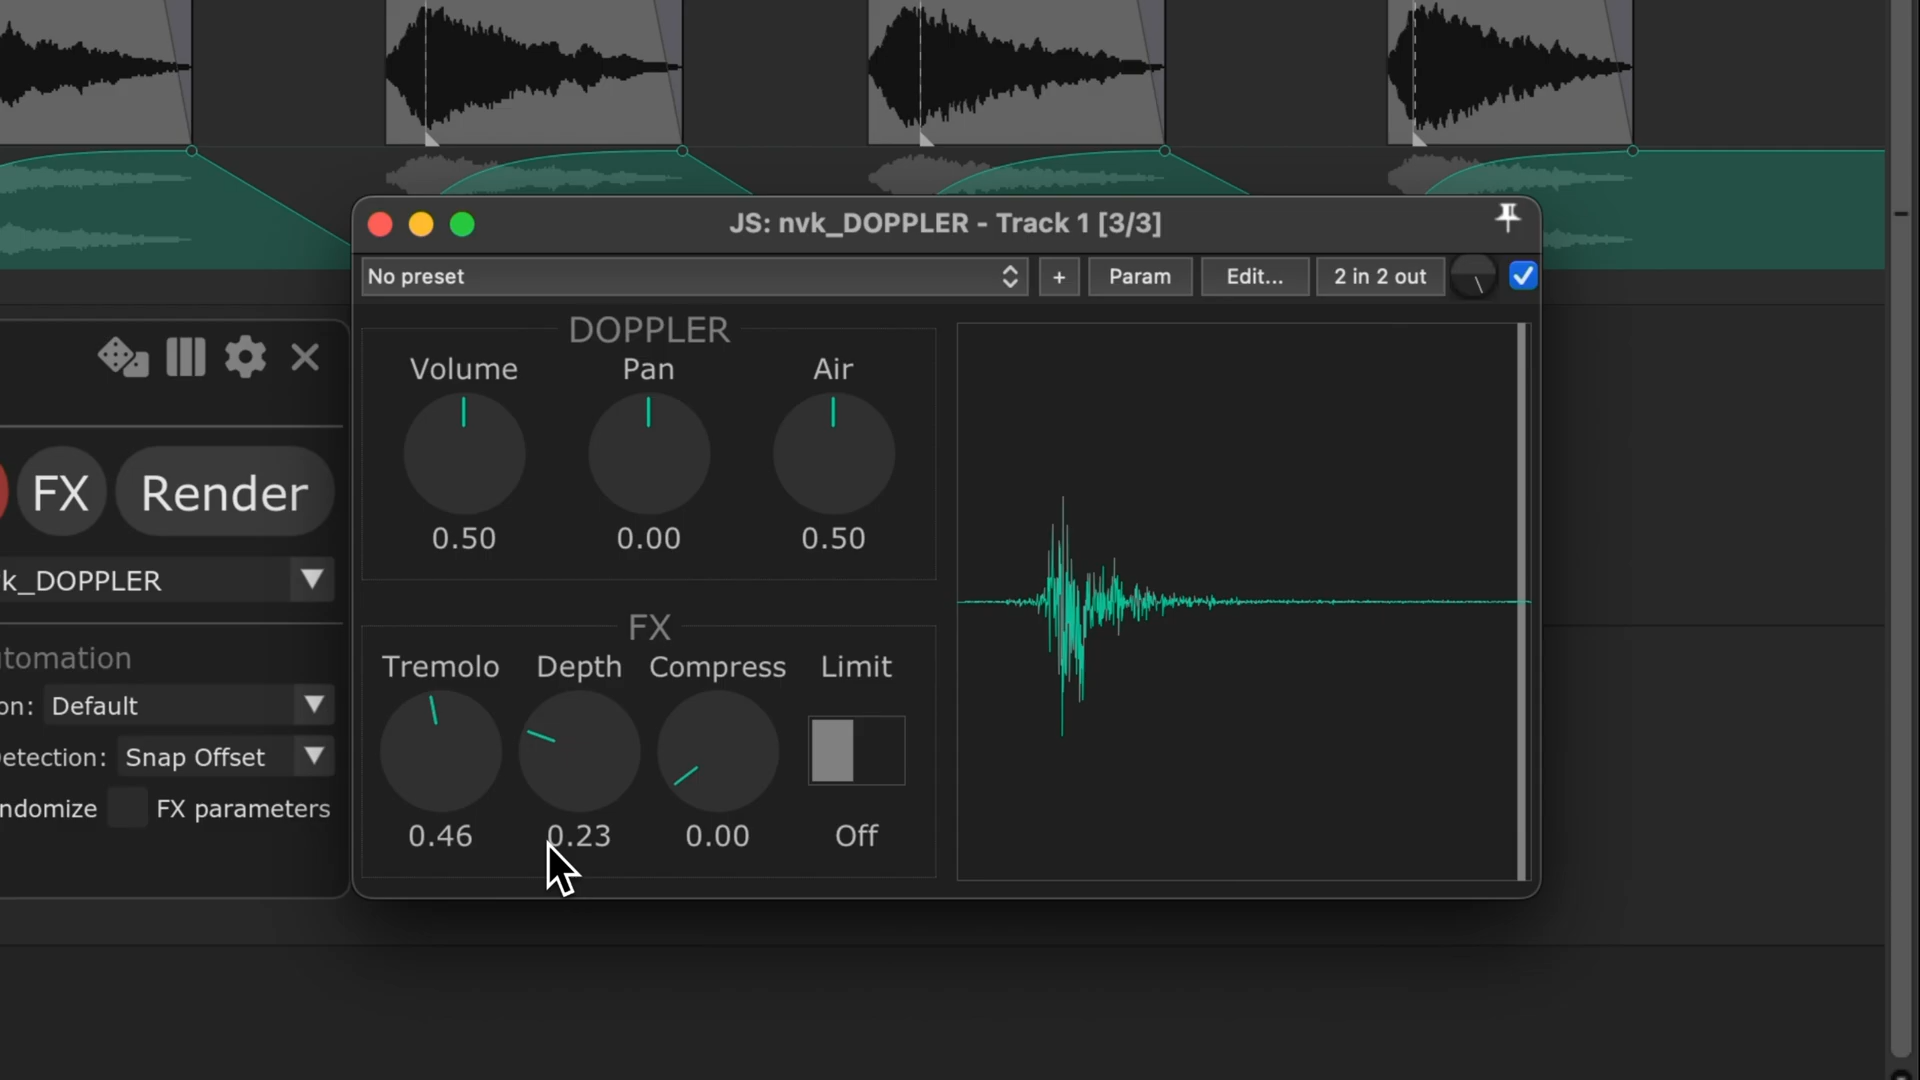 JS: nvk_DOPPLER - Track 1 [3/3]
No preset
+
Param
Edit...
2 in 2 out
DOPPLER
Volume Pan Air
0.50 0.00 0.50
FX
Tremolo Depth Compress Limit
0.46 0.23 0.00 Off
FX Render
k_DOPPLER
tomation
on: Default
etection: Snap Offset
ndomize FX parameters